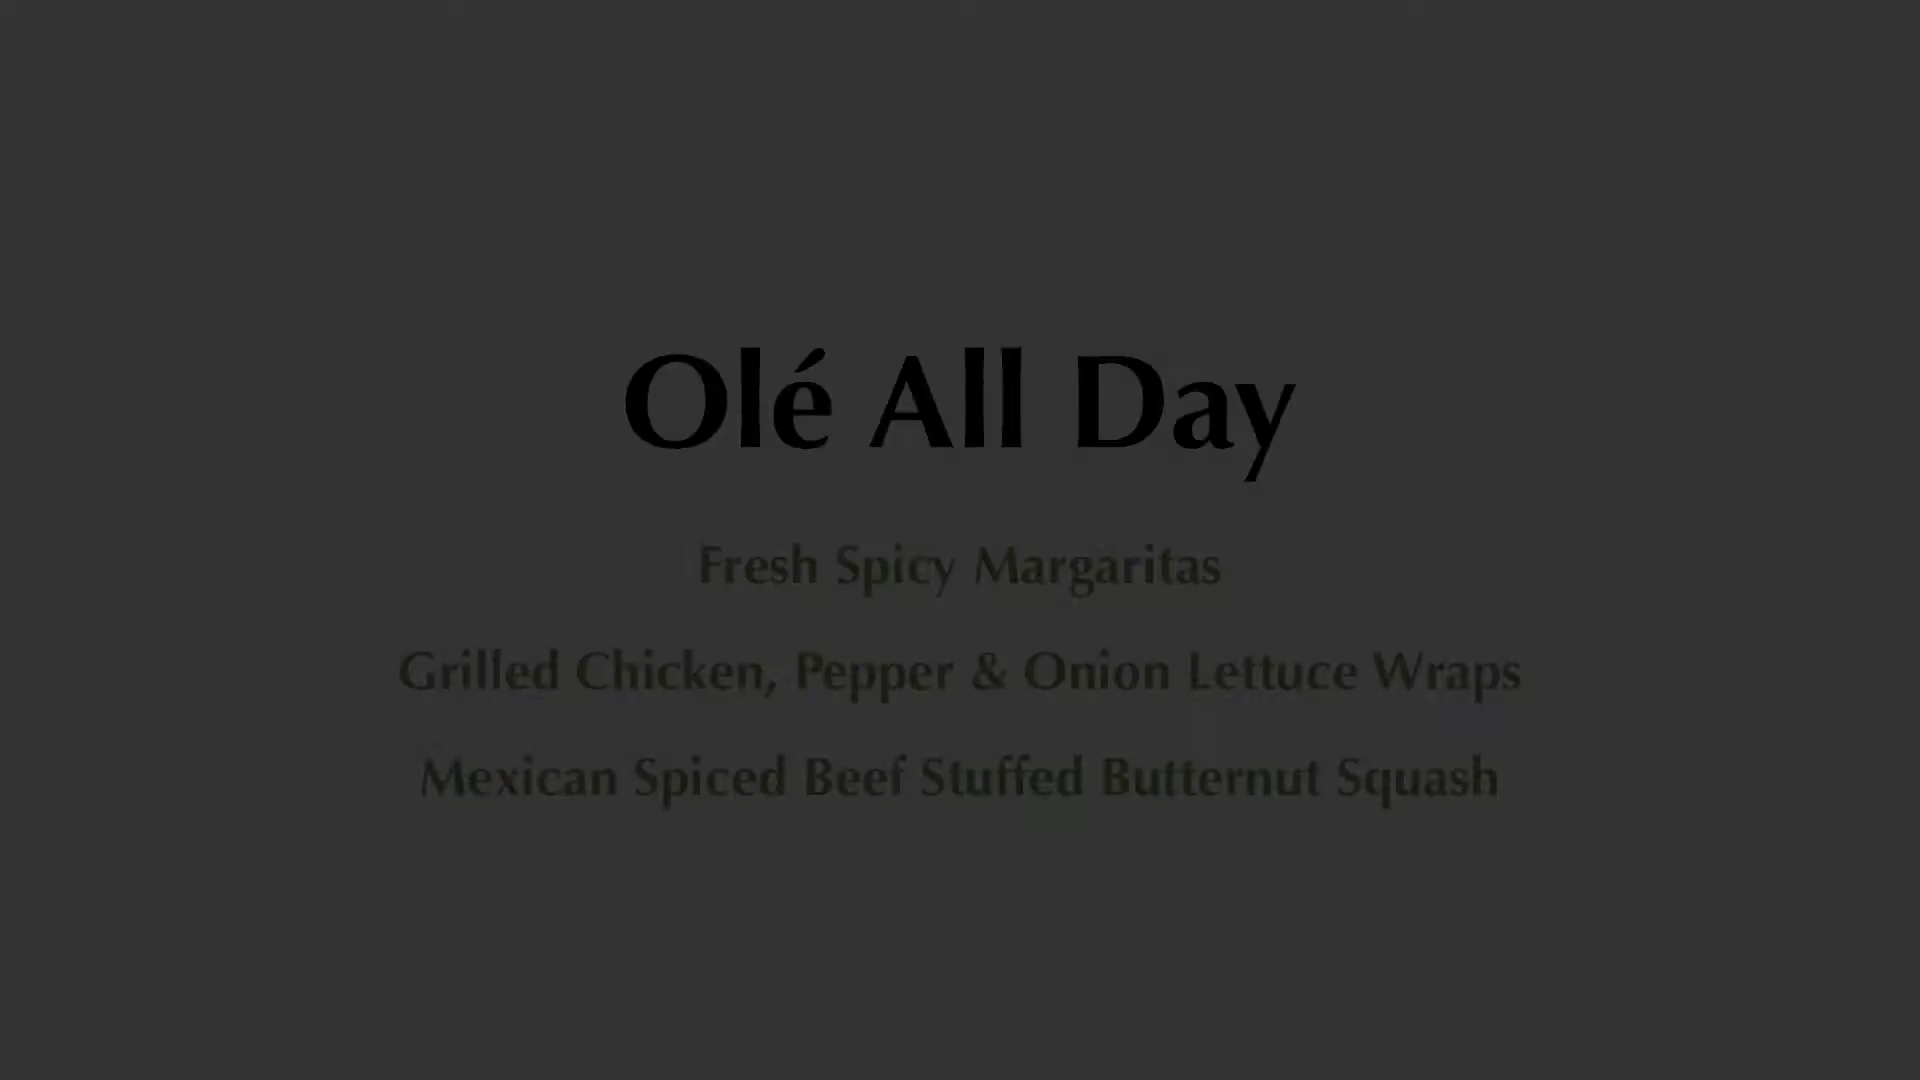 Olé All Day
Fresh Spicy Margaritas
Grilled Chicken, Pepper & Onion Lettuce Wraps
Mexican Spiced Beef Stuffed Butternut Squash